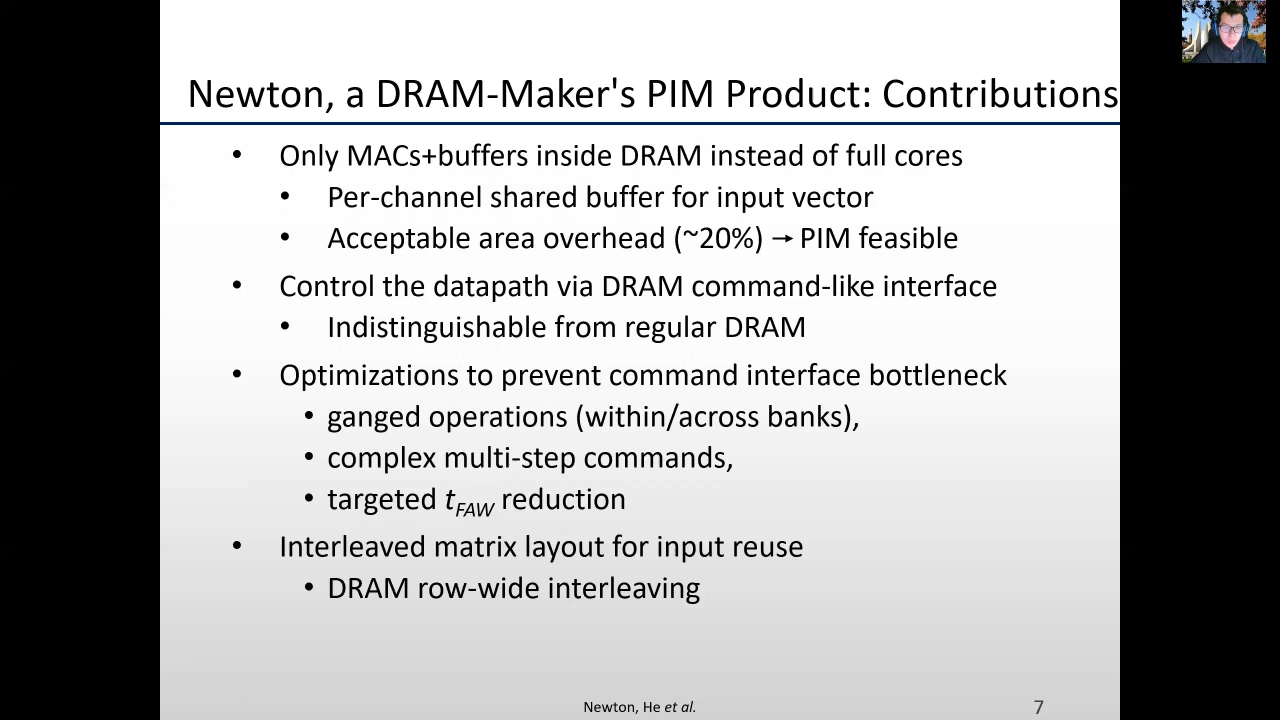 Newton, a DRAM-Maker's PIM Product: Contributions
• Only MACs+buffers inside DRAM instead of full cores
• Per-channel shared buffer for input vector
• Acceptable area overhead (~20%) → PIM feasible
• Control the datapath via DRAM command-like interface
• Indistinguishable from regular DRAM
• Optimizations to prevent command interface bottleneck
• ganged operations (within/across banks),
• complex multi-step commands,
• targeted tFAW reduction
• Interleaved matrix layout for input reuse
• DRAM row-wide interleaving
Newton, He et al.
7